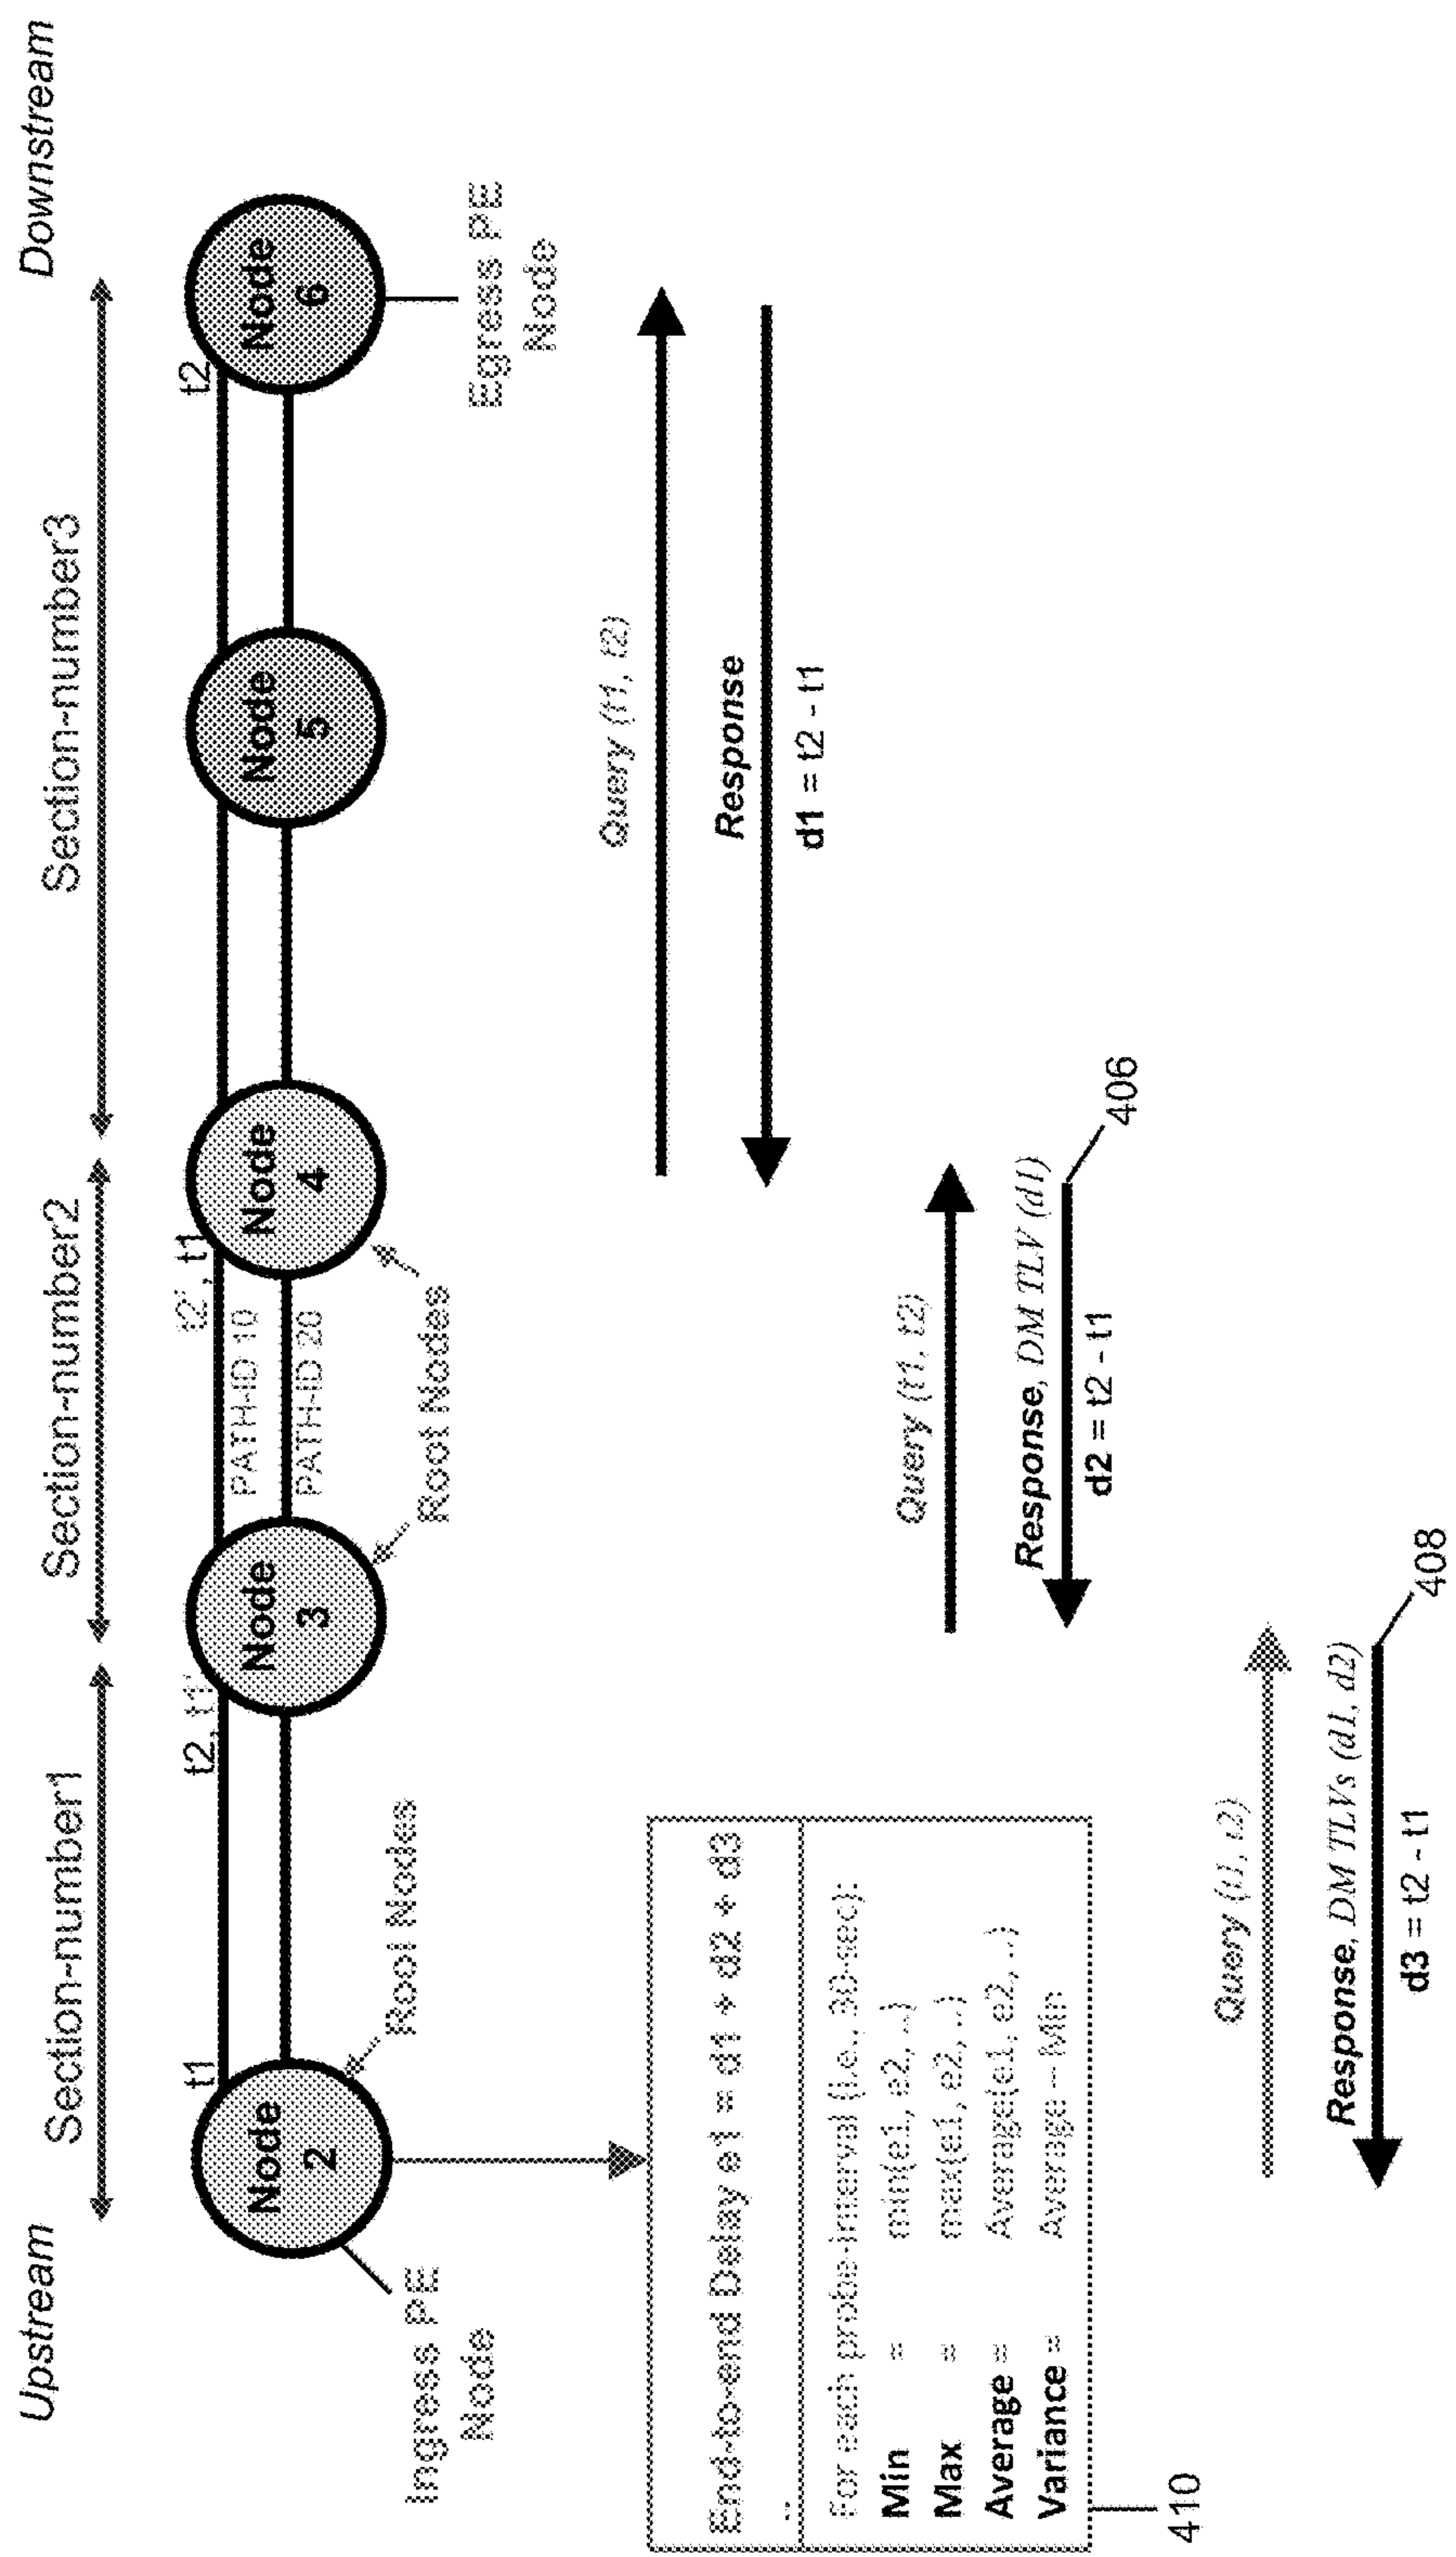 Upstream
Downstream
Section-number1
Section-number2
Section-number3
t1
t2, t1'
t2', t1
t2
Node
2
Node
3
Node
4
Node
5
Node
6
PATH-ID 10
PATH-ID 20
Ingress PE
Node
Root Nodes
Root Nodes
Egress PE
Node
Query (t1, t2)
Response
d1 = t2 - t1
End-to-end Delay e1 = d1 + d2 + d3
..
For each probe-interval (i.e., 30-sec):
Min = min(e1, e2, ..)
Max = max(e1, e2, ..)
Average = Average(e1, e2, ..)
Variance = Average – Min
410
Query (t1, t2)
Response, DM TLV (d1)
d2 = t2 - t1
406
Query (t1, t2)
Response, DM TLVs (d1, d2)
d3 = t2 - t1
408